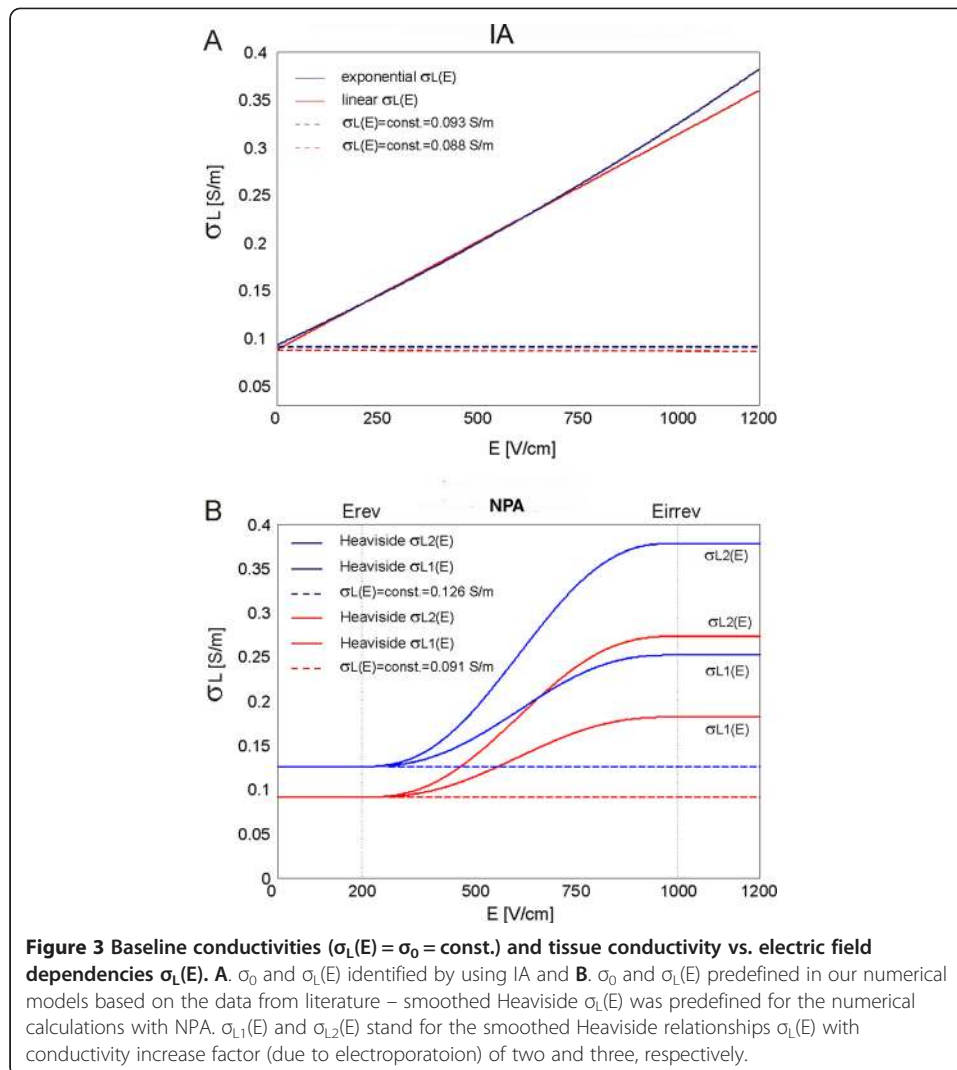 A
IA
exponential σL(E)
linear σL(E)
σL(E)=const.=0.093 S/m
σL(E)=const.=0.088 S/m
0.4
0.35
0.3
0.25
0.2
0.15
0.1
0.05
σL [S/m]
0 250 500 750 1000 1200
E [V/cm]
B
NPA
Erev
Eirrev
Heaviside σL2(E)
Heaviside σL1(E)
σL(E)=const.=0.126 S/m
Heaviside σL2(E)
Heaviside σL1(E)
σL(E)=const.=0.091 S/m
σL2(E)
σL2(E)
σL1(E)
σL1(E)
0.4
0.35
0.3
0.25
0.2
0.15
0.1
0.05
0
σL [S/m]
0 200 500 750 1000 1200
E [V/cm]
Figure 3 Baseline conductivities (σL(E) = σ0 = const.) and tissue conductivity vs. electric field
dependencies σL(E). A. σ0 and σL(E) identified by using IA and B. σ0 and σL(E) predefined in our numerical
models based on the data from literature – smoothed Heaviside σL(E) was predefined for the numerical
calculations with NPA. σL1(E) and σL2(E) stand for the smoothed Heaviside relationships σL(E) with
conductivity increase factor (due to electroporatoion) of two and three, respectively.